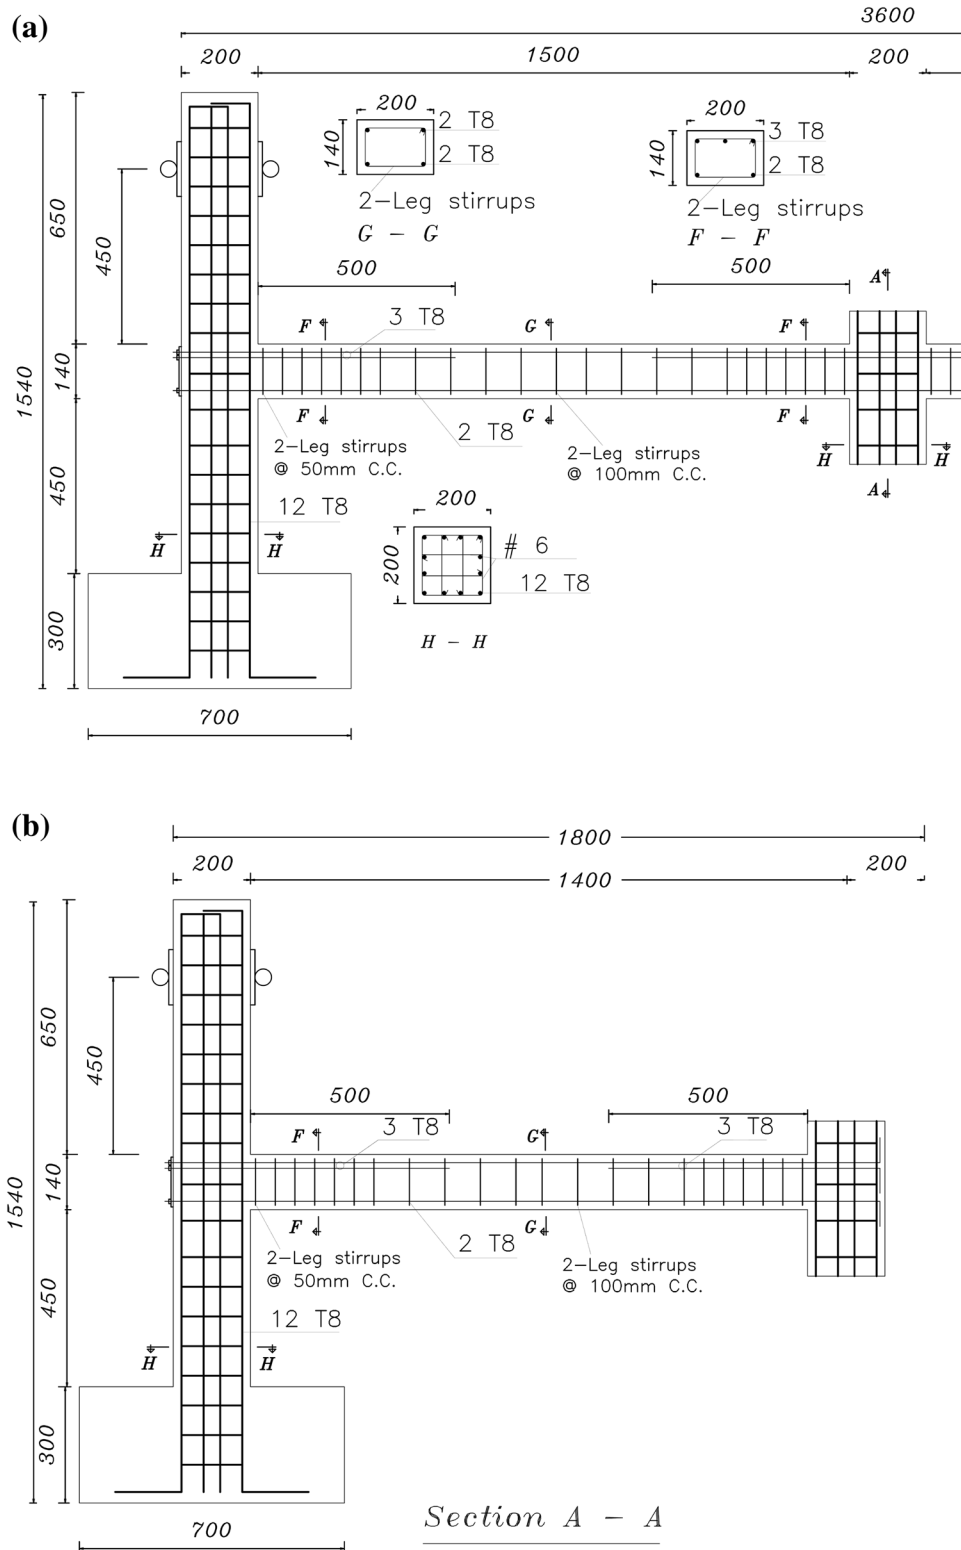 (a)
3600
200
1500
200
200
2 T8
140
2 T8
2-Leg stirrups
G - G
200
3 T8
140
2 T8
2-Leg stirrups
F - F
650
450
500
500
A
3 T8
F
G
F
140
1540
F
G
F
2 T8
2-Leg stirrups
@ 50mm C.C.
2-Leg stirrups
@ 100mm C.C.
H
H
A
450
12 T8
200
H
H
# 6
200
12 T8
300
H - H
700
(b)
1800
200
1400
200
650
450
500
500
3 T8
3 T8
F
G
140
1540
F
G
2 T8
2-Leg stirrups
@ 50mm C.C.
2-Leg stirrups
@ 100mm C.C.
450
12 T8
H
H
300
Section A - A
700